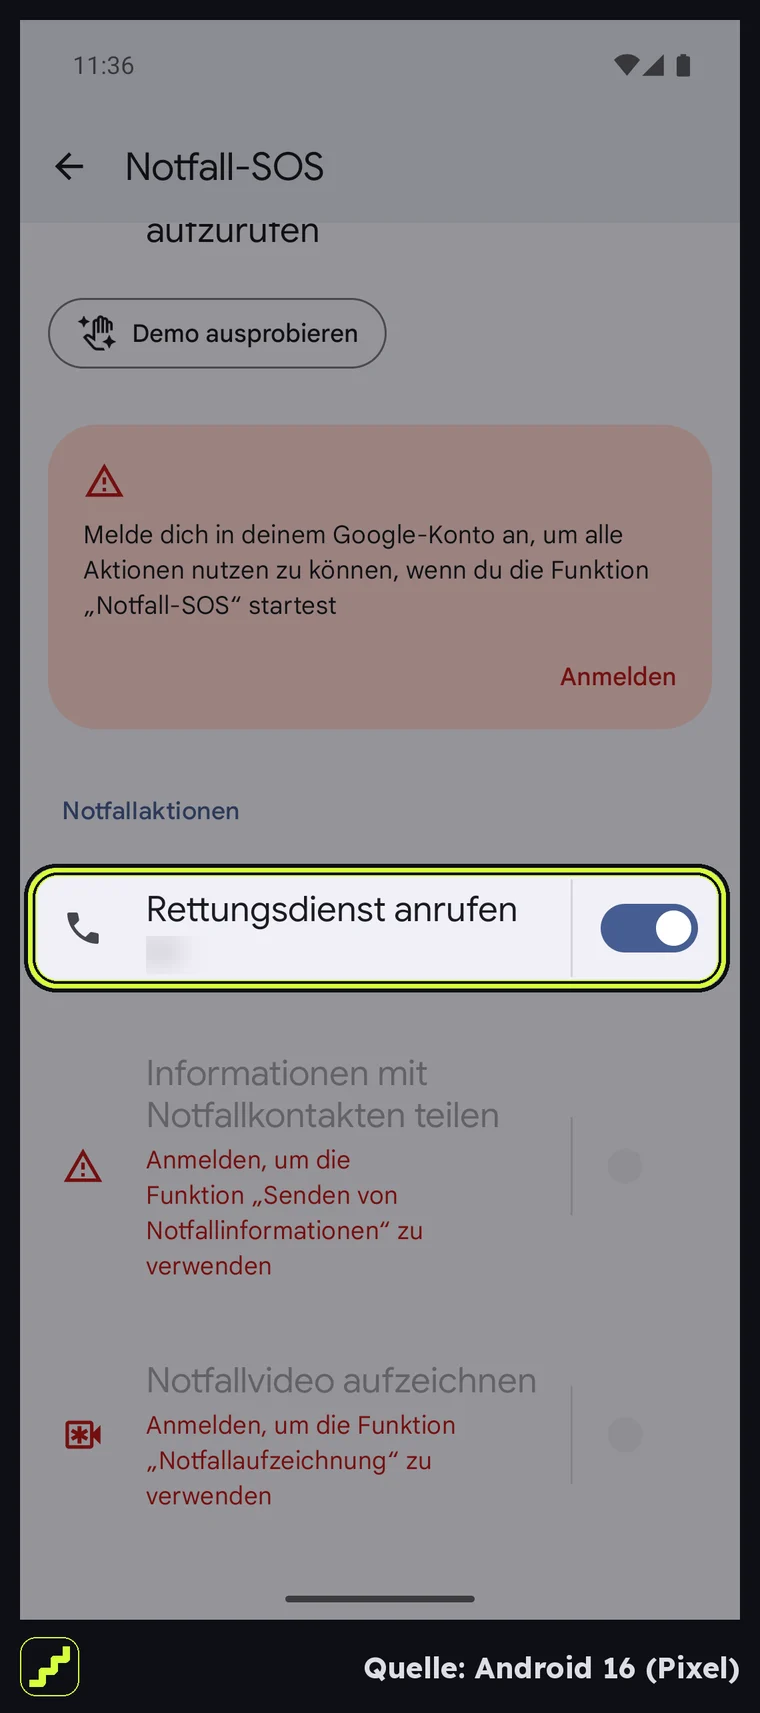 11:36
Notfall-SOS
aufzurufen
Demo ausprobieren
Melde dich in deinem Google-Konto an, um alle
Aktionen nutzen zu können, wenn du die Funktion
„Notfall-SOS“ startest
Anmelden
Notfallaktionen
Rettungsdienst anrufen
Informationen mit
Notfallkontakten teilen
Anmelden, um die
Funktion „Senden von
Notfallinformationen“ zu
verwenden
Notfallvideo aufzeichnen
Anmelden, um die Funktion
„Notfallaufzeichnung“ zu
verwenden
Quelle: Android 16 (Pixel)